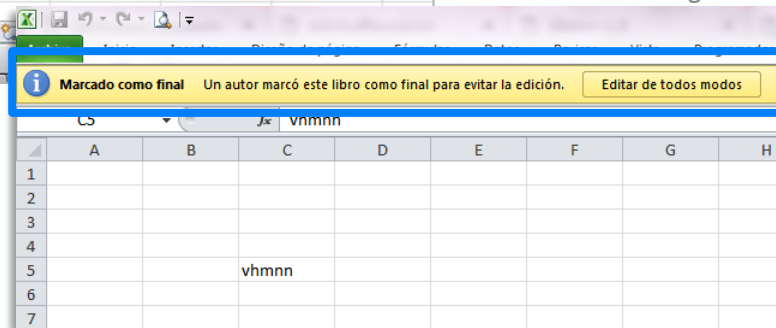 Marcado como final Un autor marcó este libro como final para evitar la edición. Editar de todos modos
C5 fx vhmnn
A B C D E F G H
1
2
3
4
5 vhmnn
6
7